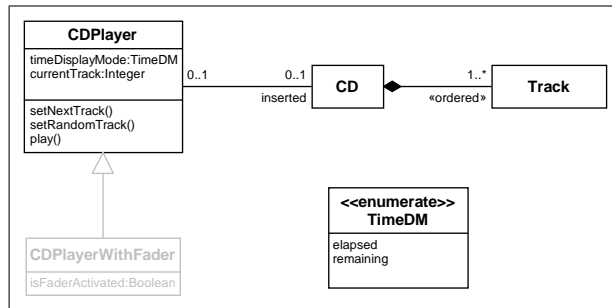 CDPlayer
timeDisplayMode:TimeDM
currentTrack:Integer
setNextTrack()
setRandomTrack()
play()
0..1
0..1
inserted
CD
1..*
«ordered»
Track
CDPlayerWithFader
isFaderActivated:Boolean
<<enumerate>>
TimeDM
elapsed
remaining